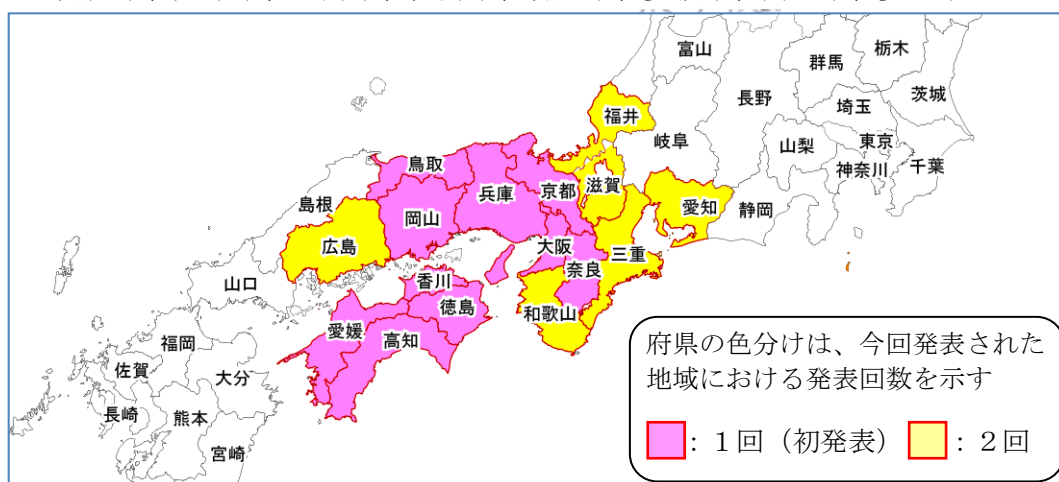 富山
栃木
群馬
茨城
長野
埼玉
福井
岐阜
山梨
東京
神奈川
千葉
鳥取
兵庫
京都
滋賀
愛知
静岡
島根
岡山
広島
大阪
三重
奈良
香川
山口
徳島
和歌山
愛媛
高知
福岡
佐賀
大分
長崎
熊本
宮崎
府県の色分けは、今回発表された
地域における発表回数を示す
：１回（初発表）：２回